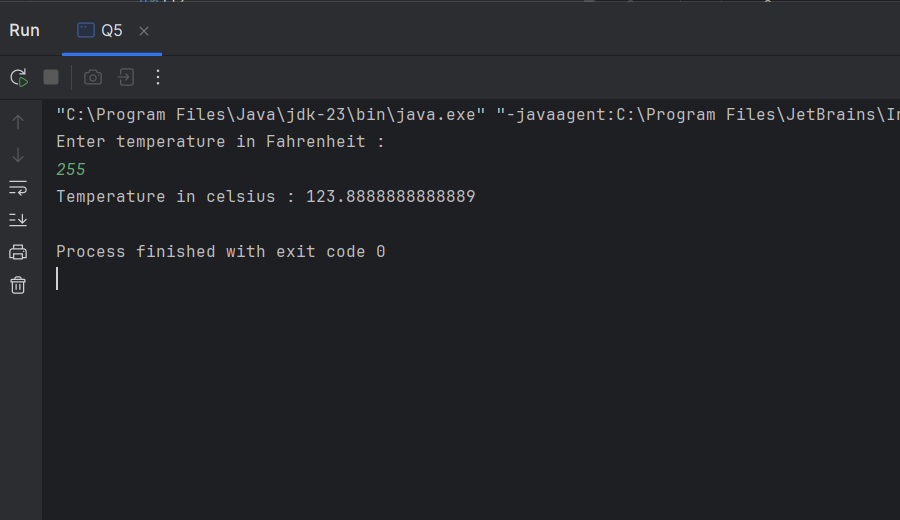 Run Q5
"C:\Program Files\Java\jdk-23\bin\java.exe" "-javaagent:C:\Program Files\JetBrains\
Enter temperature in Fahrenheit :
255
Temperature in celsius : 123.8888888888889
Process finished with exit code 0